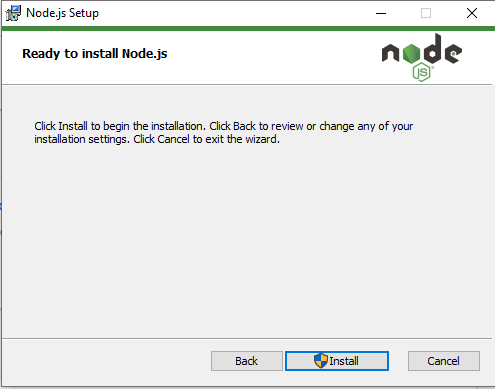 Node.js Setup
Ready to install Node.js
node
JS
Click Install to begin the installation. Click Back to review or change any of your
installation settings. Click Cancel to exit the wizard.
Back
Install
Cancel